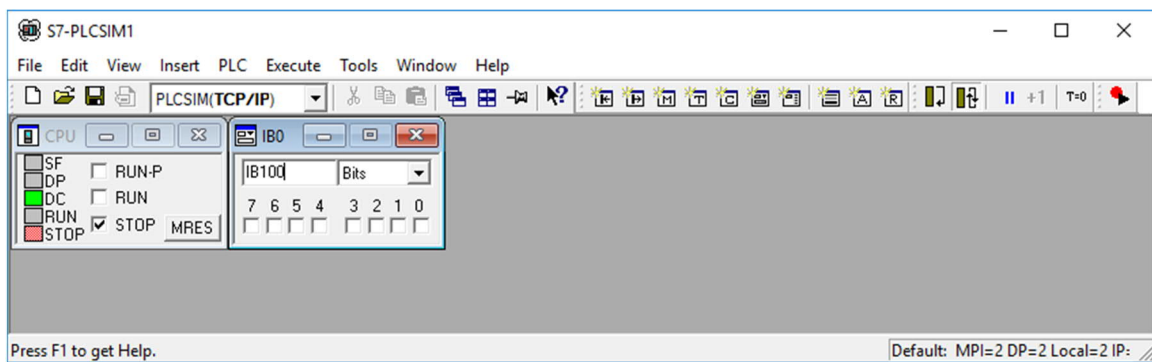 S7-PLCSIM1
File Edit View Insert PLC Execute Tools Window Help
PLCSIM(TCP/IP) +1 T=0
CPU
SF
DP
DC
RUN
STOP
RUN-P
RUN
STOP
MRES
IB0
IB100 Bits
7 6 5 4 3 2 1 0
Press F1 to get Help.
Default: MPI=2 DP=2 Local=2 IP: